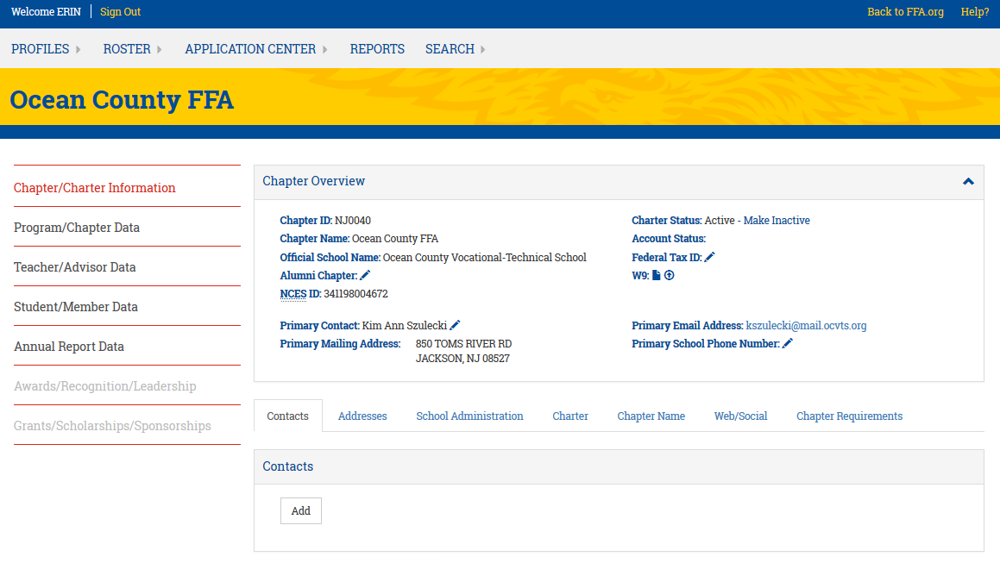 Welcome ERIN Sign Out Back to FFA.org Help?
PROFILES ROSTER APPLICATION CENTER REPORTS SEARCH
Ocean County FFA
Chapter/Charter Information
Program/Chapter Data
Teacher/Advisor Data
Student/Member Data
Annual Report Data
Awards/Recognition/Leadership
Grants/Scholarships/Sponsorships
Chapter Overview
Chapter ID: NJ0040
Chapter Name: Ocean County FFA
Official School Name: Ocean County Vocational-Technical School
Alumni Chapter:
NCES ID: 341198004672
Charter Status: Active - Make Inactive
Account Status:
Federal Tax ID:
W9:
Primary Contact: Kim Ann Szulecki
Primary Mailing Address: 850 TOMS RIVER RD
JACKSON, NJ 08527
Primary Email Address: kszulecki@mail.ocvts.org
Primary School Phone Number:
Contacts Addresses School Administration Charter Chapter Name Web/Social Chapter Requirements
Contacts
Add